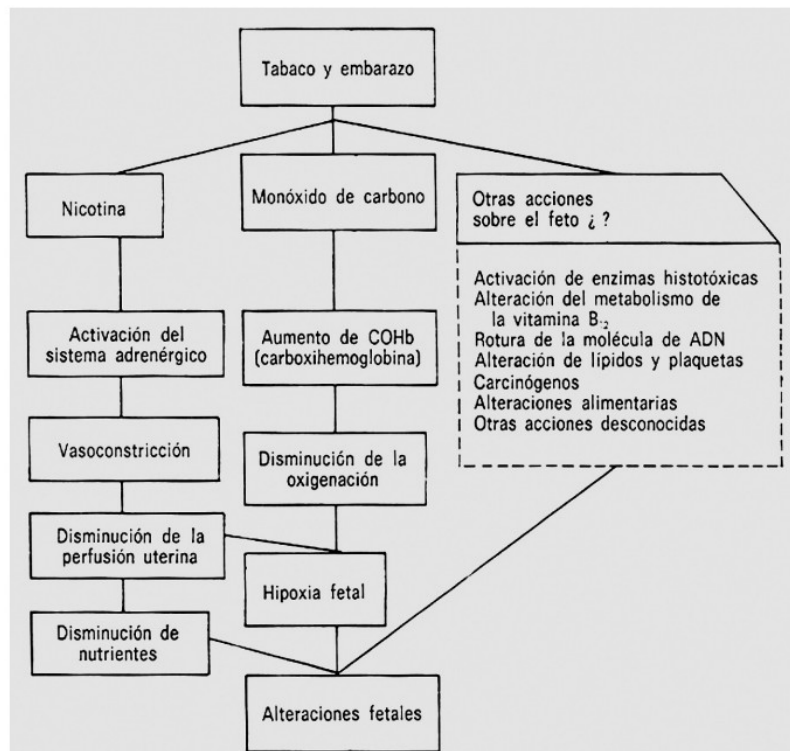 Tabaco y embarazo
Nicotina
Monóxido de carbono
Otras acciones
sobre el feto ¿ ?
Activación de enzimas histotóxicas
Alteración del metabolismo de
la vitamina B₁₂
Rotura de la molécula de ADN
Alteración de lípidos y plaquetas
Carcinógenos
Alteraciones alimentarias
Otras acciones desconocidas
Activación del
sistema adrenérgico
Aumento de COHb
(carboxihemoglobina)
Vasoconstricción
Disminución de la
oxigenación
Disminución de la
perfusión uterina
Hipoxia fetal
Disminución de
nutrientes
Alteraciones fetales